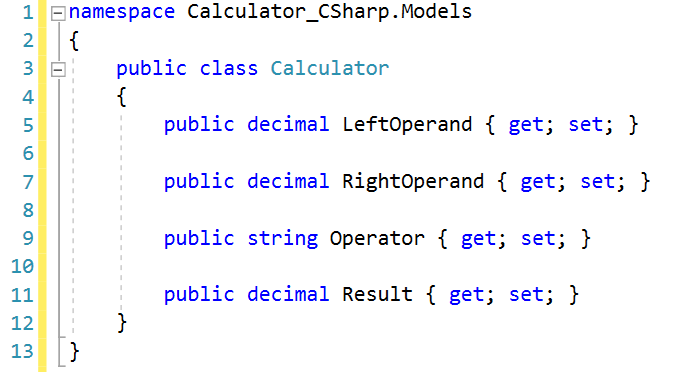 1 namespace Calculator_CSharp.Models
2 {
3 public class Calculator
4 {
5 public decimal LeftOperand { get; set; }
6
7 public decimal RightOperand { get; set; }
8
9 public string Operator { get; set; }
10
11 public decimal Result { get; set; }
12 }
13 }